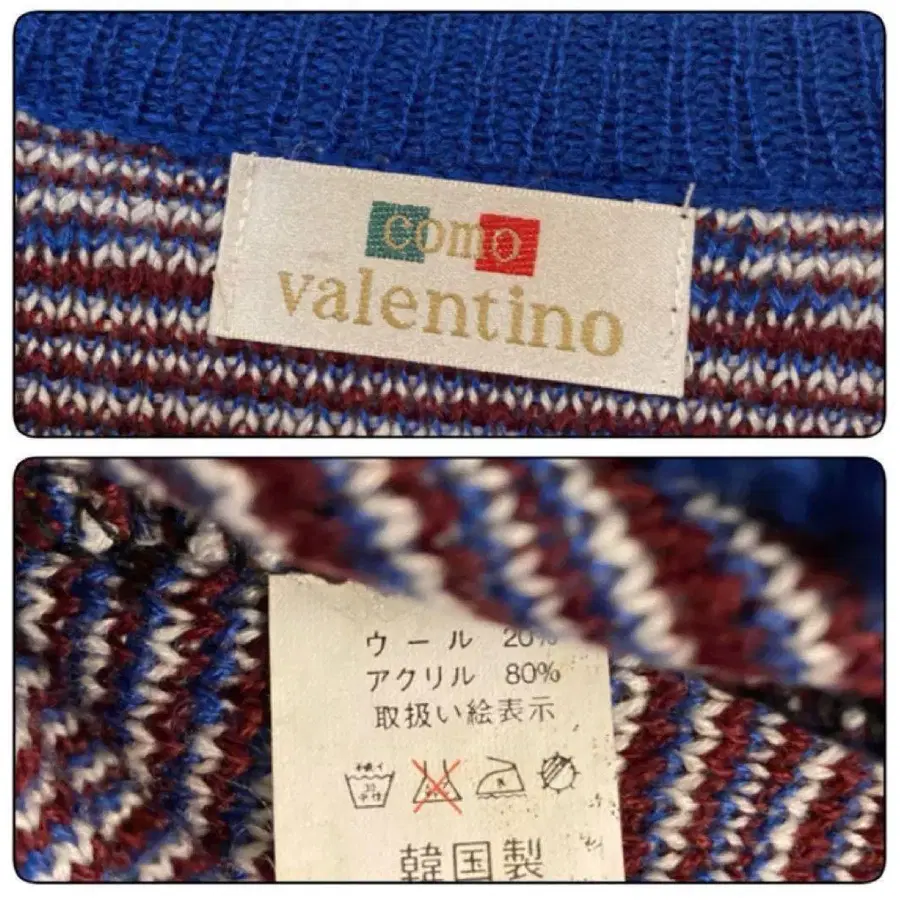 como
valentino
ウール 20%
アクリル 80%
取扱い絵表示
韓国製